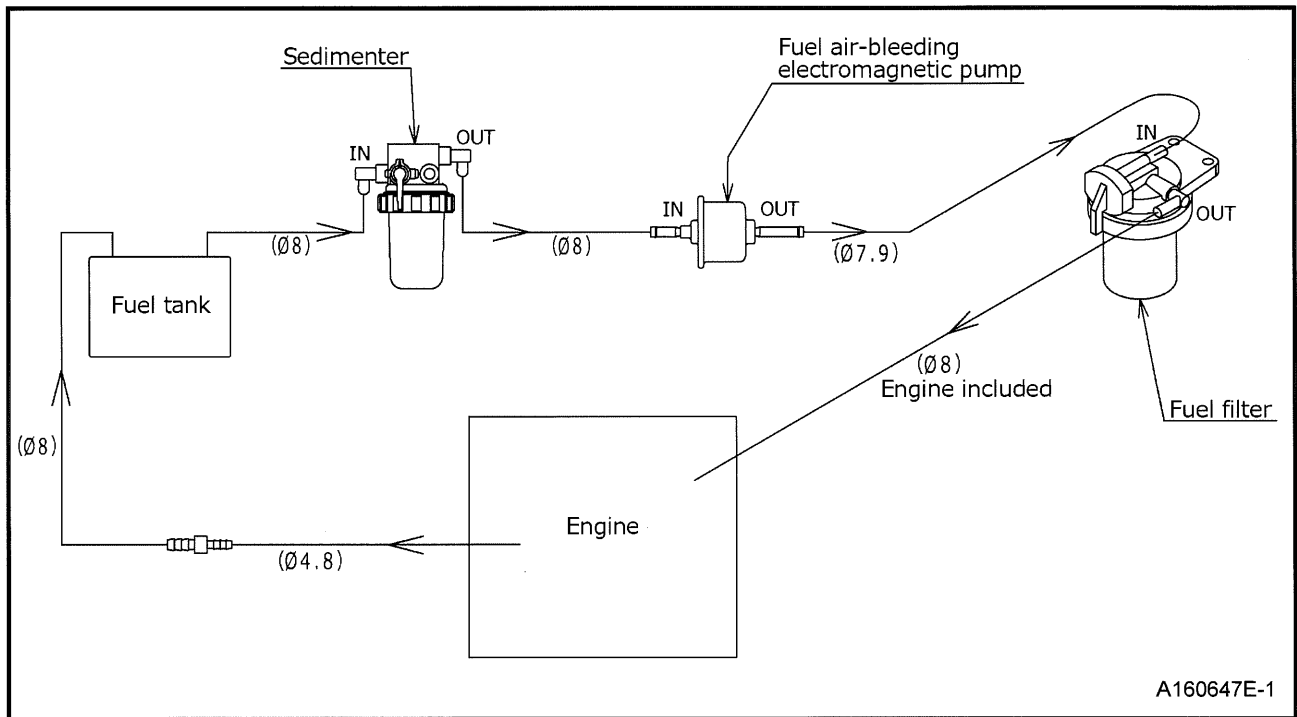 Sedimenter
Fuel air-bleeding
electromagnetic pump
IN
OUT
IN
OUT
IN
OUT
(Ø8)
(Ø8)
(Ø7.9)
Fuel tank
(Ø8)
Engine included
Fuel filter
(Ø8)
Engine
(Ø4.8)
A160647E-1